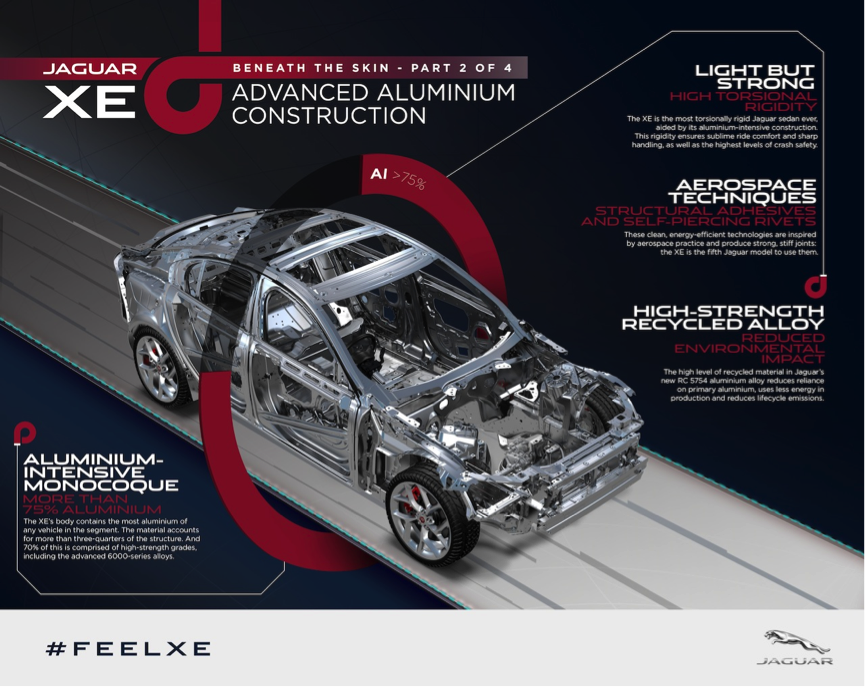 JAGUAR
XE
BENEATH THE SKIN - PART 2 OF 4
ADVANCED ALUMINIUM
CONSTRUCTION
Al >75%
LIGHT BUT
STRONG
HIGH TORSIONAL
RIGIDITY
The XE is the most torsionally rigid Jaguar sedan ever,
aided by its aluminium-intensive construction.
This rigidity ensures sublime ride comfort and sharp
handling, as well as the highest levels of crash safety.
AEROSPACE
TECHNIQUES
STRUCTURAL ADHESIVES
AND SELF-PIERCING RIVETS
These clean, energy-efficient technologies are inspired
by aerospace practice and produce strong, stiff joints:
the XE is the fifth Jaguar model to use them.
HIGH-STRENGTH
RECYCLED ALLOY
REDUCED
ENVIRONMENTAL
IMPACT
The high level of recycled material in Jaguar's
new RC 5754 aluminium alloy reduces reliance
on primary aluminium, uses less energy in
production and reduces lifecycle emissions.
ALUMINIUM-
INTENSIVE
MONOCOQUE
MORE THAN
75% ALUMINIUM
The XE's body contains the most aluminium of
any vehicle in the segment. The material accounts
for more than three-quarters of the structure. And
70% of this is comprised of high-strength grades,
including the advanced 6000-series alloys.
#FEELXE
JAGUAR